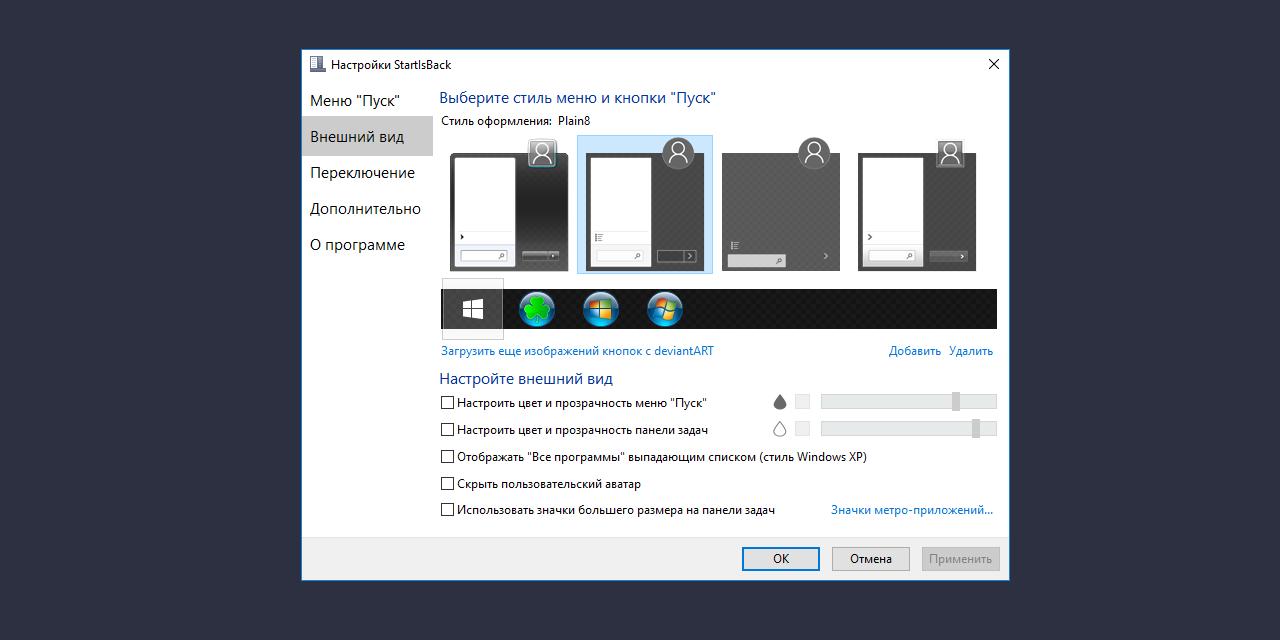 Настройки StartIsBack
Меню "Пуск"
Внешний вид
Переключение
Дополнительно
О программе
Выберите стиль меню и кнопки "Пуск"
Стиль оформления: Plain8
Загрузить еще изображений кнопок с deviantART
Добавить Удалить
Настройте внешний вид
Настроить цвет и прозрачность меню "Пуск"
Настроить цвет и прозрачность панели задач
Отображать "Все программы" выпадающим списком (стиль Windows XP)
Скрыть пользовательский аватар
Использовать значки большего размера на панели задач
Значки метро-приложений...
ОК Отмена Применить